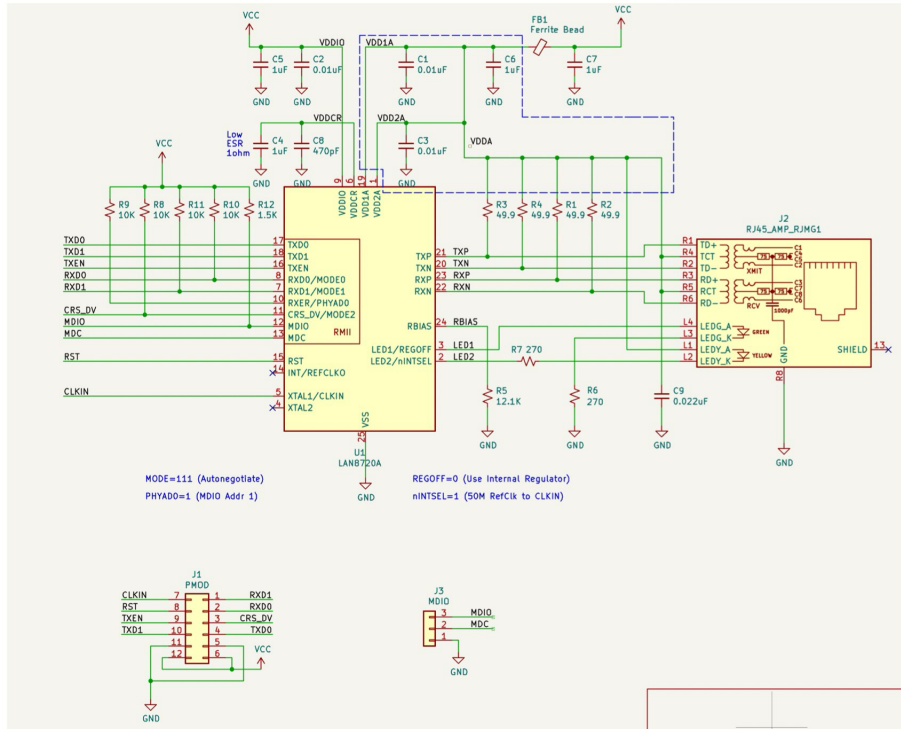 VCC
VCC
FB1
Ferrite Bead
VDDIO
VDD1A
C5
1uF
C2
0.01uF
C1
0.01uF
C6
1uF
C7
1uF
GND
GND
GND
GND
GND
VDDCR
VDD2A
VDDA
Low
ESR
1ohm
C4
1uF
C8
470pF
C3
0.01uF
GND
GND
GND
VCC
R9
10K
R8
10K
R11
10K
R10
10K
R12
1.5K
9
6
19
1
VDDIO
VDDCR
VDD1A
VDD2A
R3
49.9
R4
49.9
R1
49.9
R2
49.9
J2
RJ45_AMP_RJMG1
TXD0 17 TXD0
TXD1 18 TXD1
TXEN 16 TXEN
RXD0 8 RXD0/MODE0
RXD1 7 RXD1/MODE1
10 RXER/PHYAD0
CRS_DV 11 CRS_DV/MODE2
MDIO 12 MDIO
MDC 13 MDC
RMII
RST 15 RST
14 INT/REFCLKO
CLKIN 5 XTAL1/CLKIN
4 XTAL2
TXP 21 TXP
TXN 20 TXN
RXP 23 RXP
RXN 22 RXN
RBIAS 24 RBIAS
LED1/REGOFF 3 LED1
LED2/nINTSEL 2 LED2
R7 270
VSS
25
U1
LAN8720A
GND
R5
12.1K
GND
R6
270
GND
C9
0.022uF
GND
R1 TD+
R4 TCT
R2 TD-
R3 RD+
R5 RCT
R6 RD-
L4 LEDG_A
L3 LEDG_K
L1 LEDY_A
L2 LEDY_K
XMIT
RCV
75
75
75
75
C1
C2
C3
C6
1000pf
GREEN
YELLOW
GND
R8
SHIELD 13
GND
MODE=111 (Autonegotiate)
PHYAD0=1 (MDIO Addr 1)
REGOFF=0 (Use Internal Regulator)
nINTSEL=1 (50M RefClk to CLKIN)
J1
PMOD
CLKIN 7 1 RXD1
RST 8 2 RXD0
TXEN 9 3 CRS_DV
TXD1 10 4 TXD0
11 5
12 6
VCC
GND
J3
MDIO
3 MDIO
2 MDC
1
GND